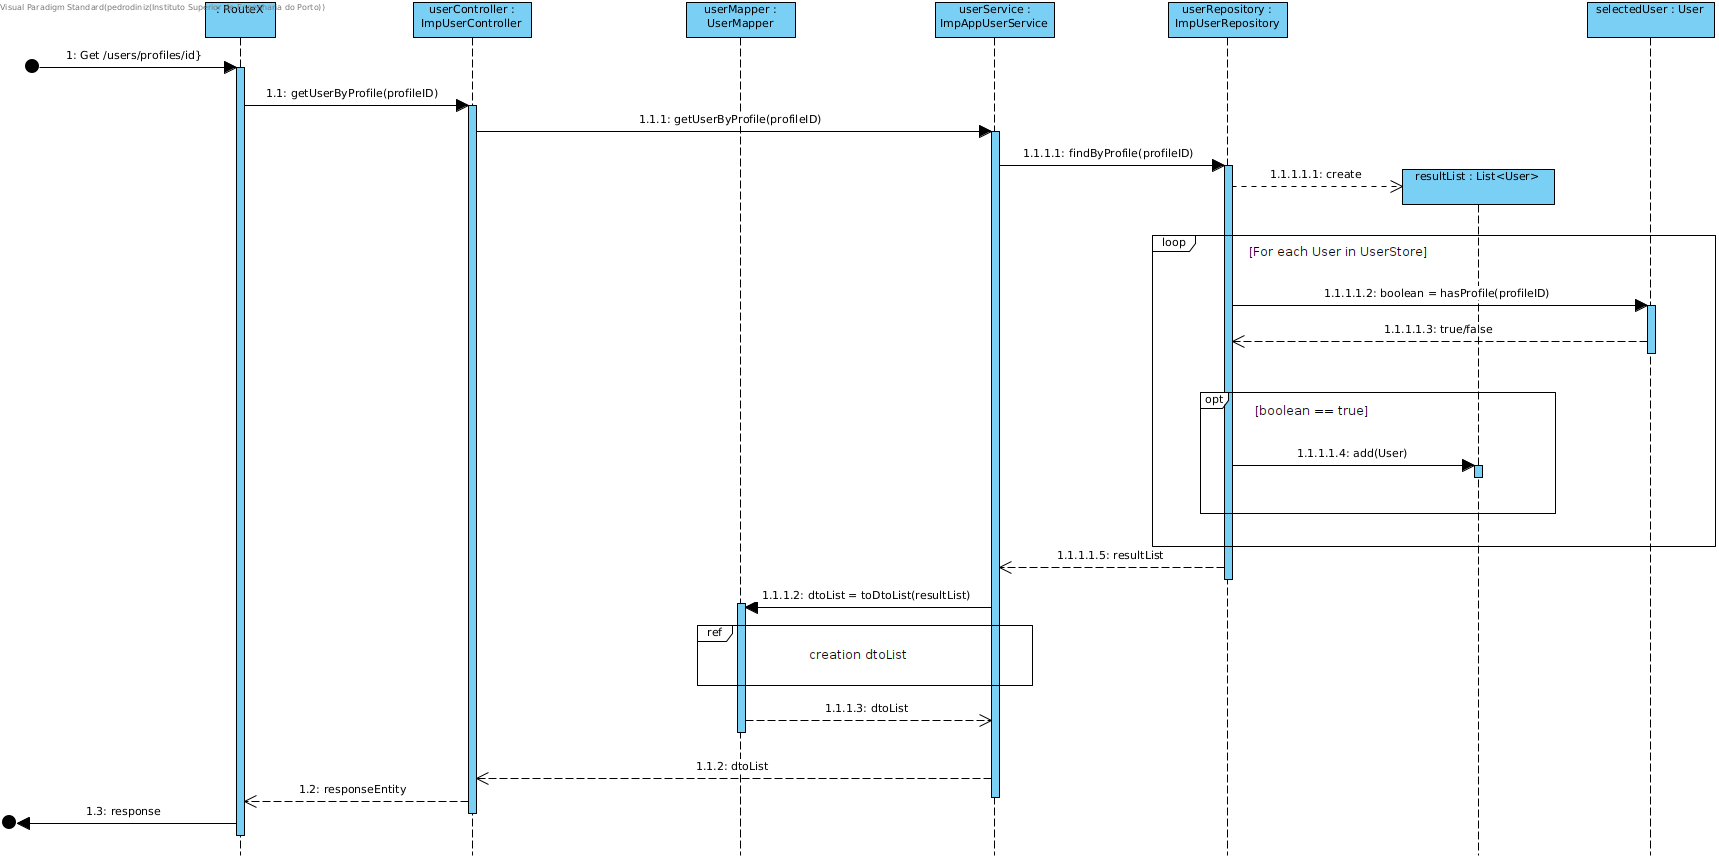 Visual Paradigm Standard(pedrodiniz(Instituto Superior de Engenharia do Porto))
: RouteX
userController :
ImpUserController
userMapper :
UserMapper
userService :
ImpAppUserService
userRepository :
ImpUserRepository
selectedUser : User
1: Get /users/profiles/id}
1.1: getUserByProfile(profileID)
1.1.1: getUserByProfile(profileID)
1.1.1.1: findByProfile(profileID)
1.1.1.1.1: create
resultList : List<User>
loop
[For each User in UserStore]
1.1.1.1.2: boolean = hasProfile(profileID)
1.1.1.1.3: true/false
opt
[boolean == true]
1.1.1.1.4: add(User)
1.1.1.1.5: resultList
1.1.1.2: dtoList = toDtoList(resultList)
ref
creation dtoList
1.1.1.3: dtoList
1.1.2: dtoList
1.2: responseEntity
1.3: response